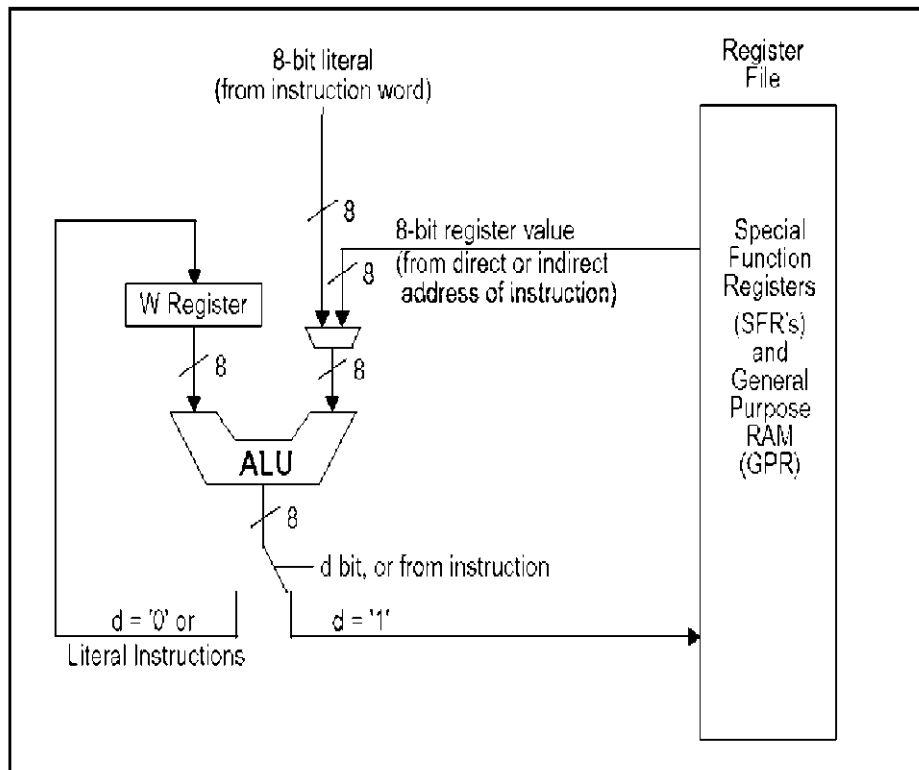 8-bit literal
(from instruction word)
Register
File
8
8-bit register value
8
(from direct or indirect
address of instruction)
W Register
8
8
Special
Function
Registers
(SFR's)
and
General
Purpose
RAM
(GPR)
ALU
8
d bit, or from instruction
d = '0' or
Literal Instructions
d = '1'